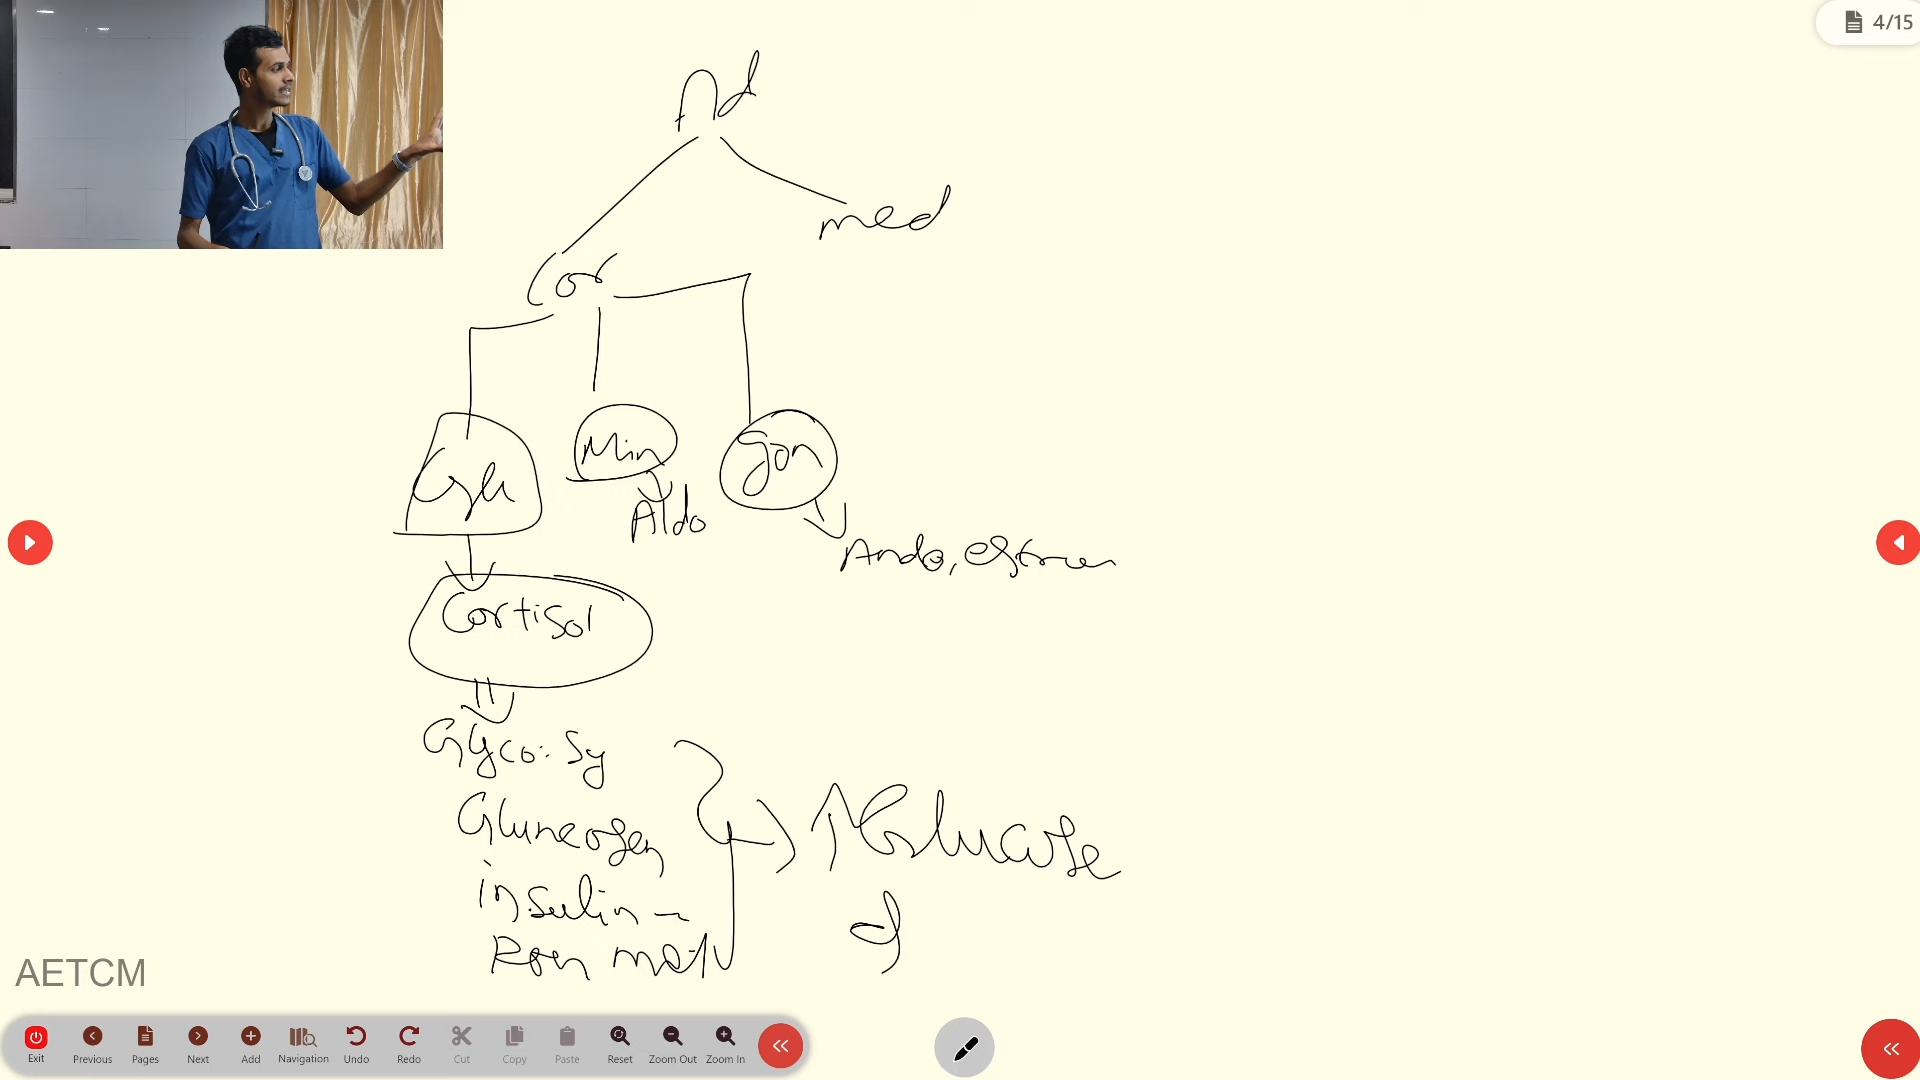 4/15
Ad
med
Cor
Min
Gon
Aldo
Cortisol
Glyco: Sy
↑ Glucose
Gluneogen
insulin -
AETCM
Exit Previous Pages Next Add Navigation Undo Redo Cut Copy Paste Reset Zoom Out Zoom In